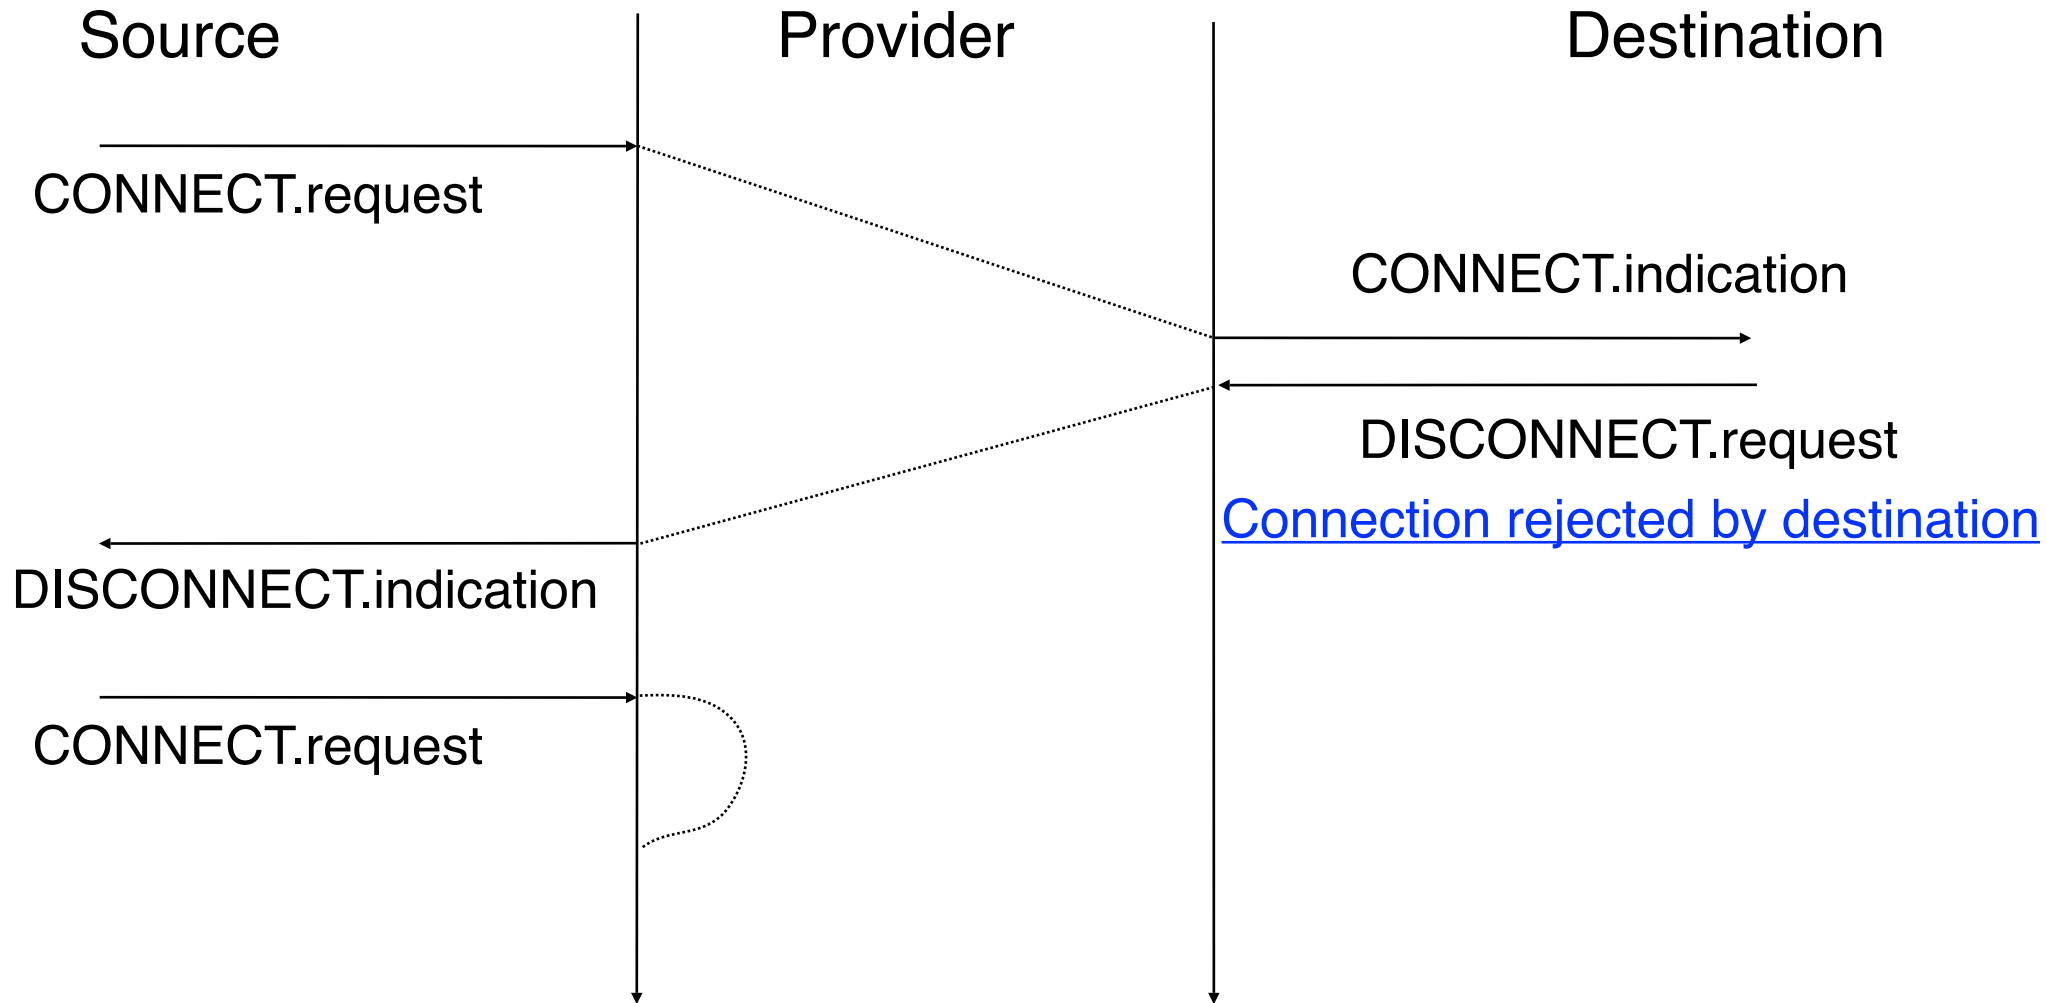 Source
Provider
Destination
CONNECT.request
CONNECT.indication
DISCONNECT.request
Connection rejected by destination
DISCONNECT.indication
CONNECT.request